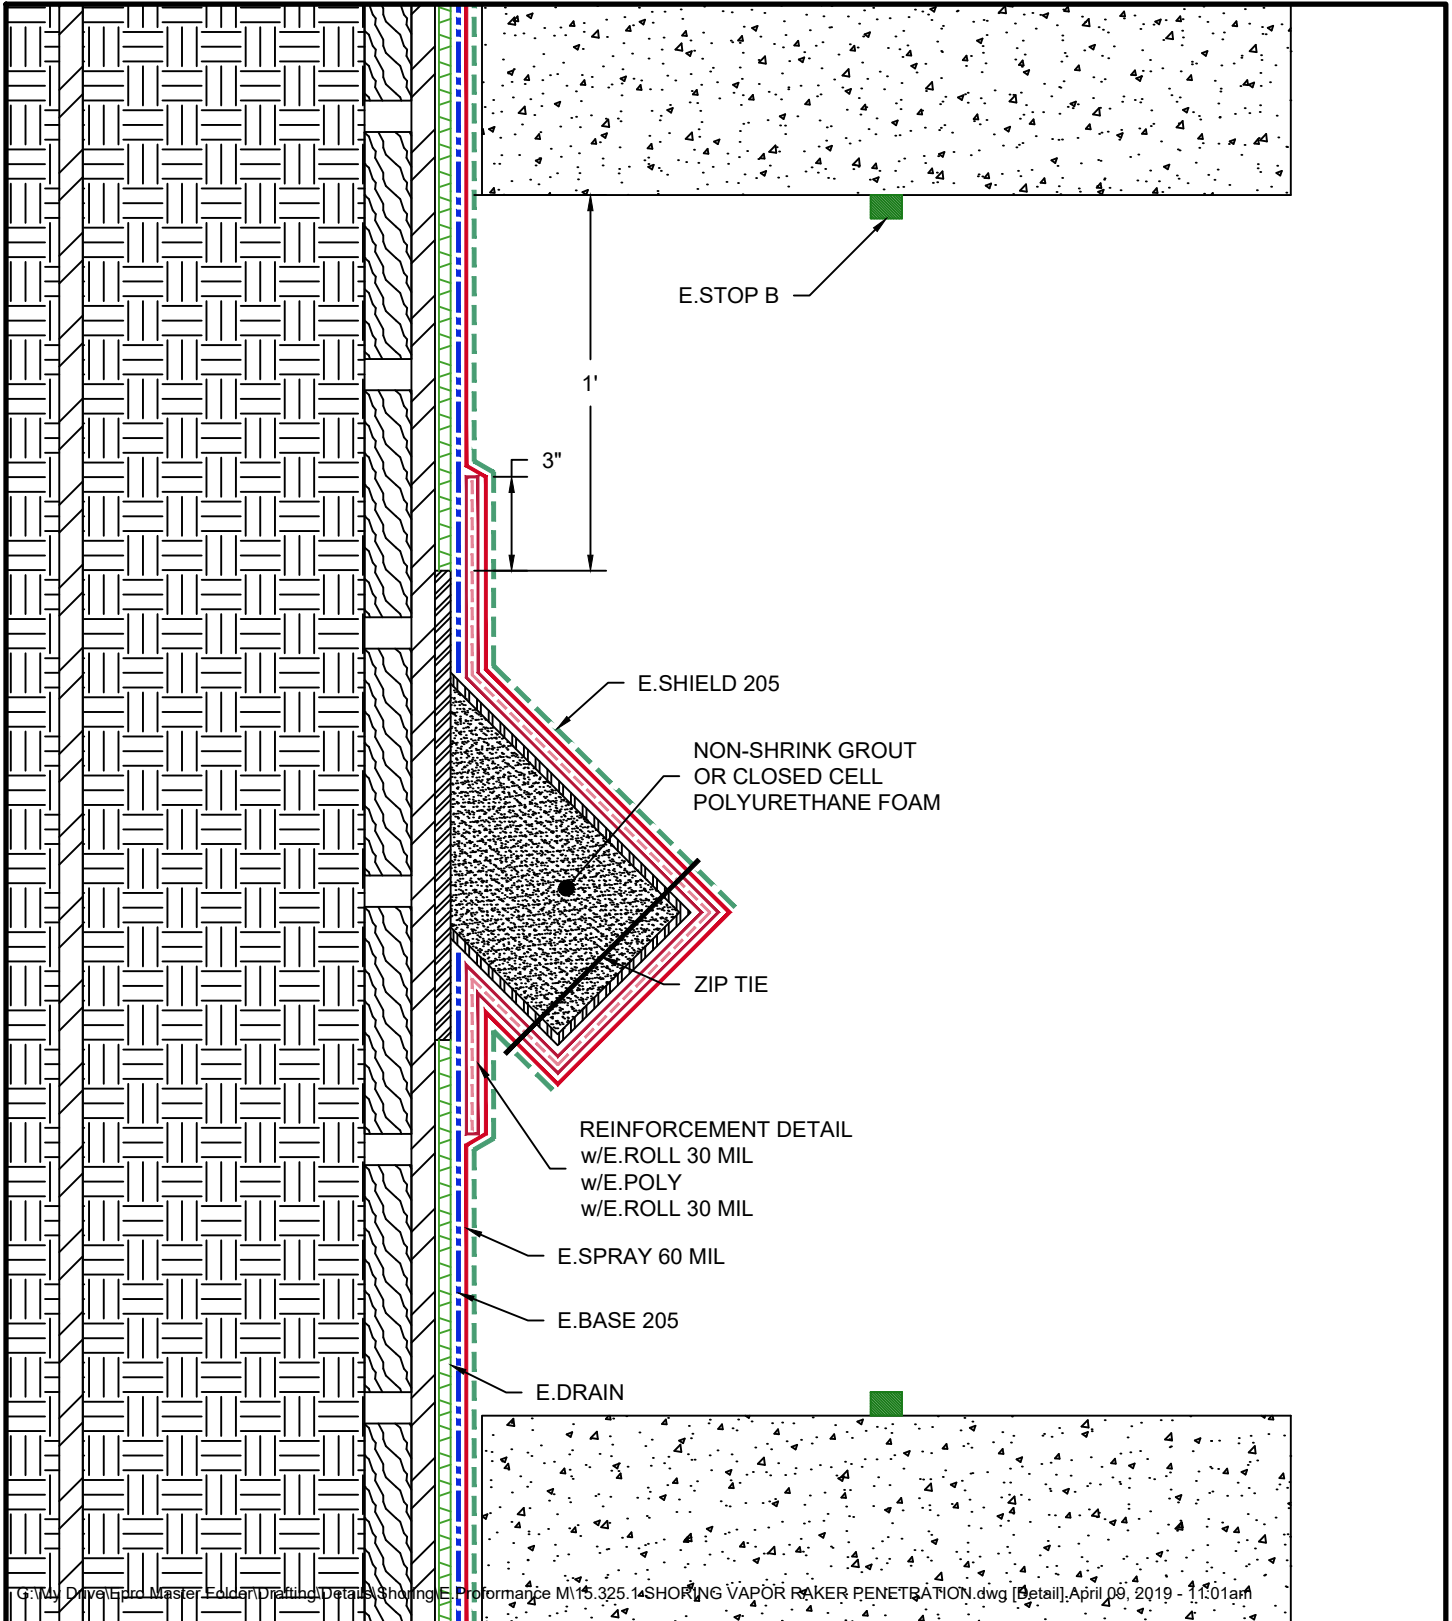 E.STOP B
1'
3"
E.SHIELD 205
NON-SHRINK GROUT
OR CLOSED CELL
POLYURETHANE FOAM
ZIP TIE
REINFORCEMENT DETAIL
w/E.ROLL 30 MIL
w/E.POLY
w/E.ROLL 30 MIL
E.SPRAY 60 MIL
E.BASE 205
E.DRAIN
G:\My Drive\Epro Master Folder\Drafting\Details\Shoring\E.Proformance M\15.325.1-SHORING VAPOR RAKER PENETRATION.dwg [Detail] April 09, 2019 - 11:01am